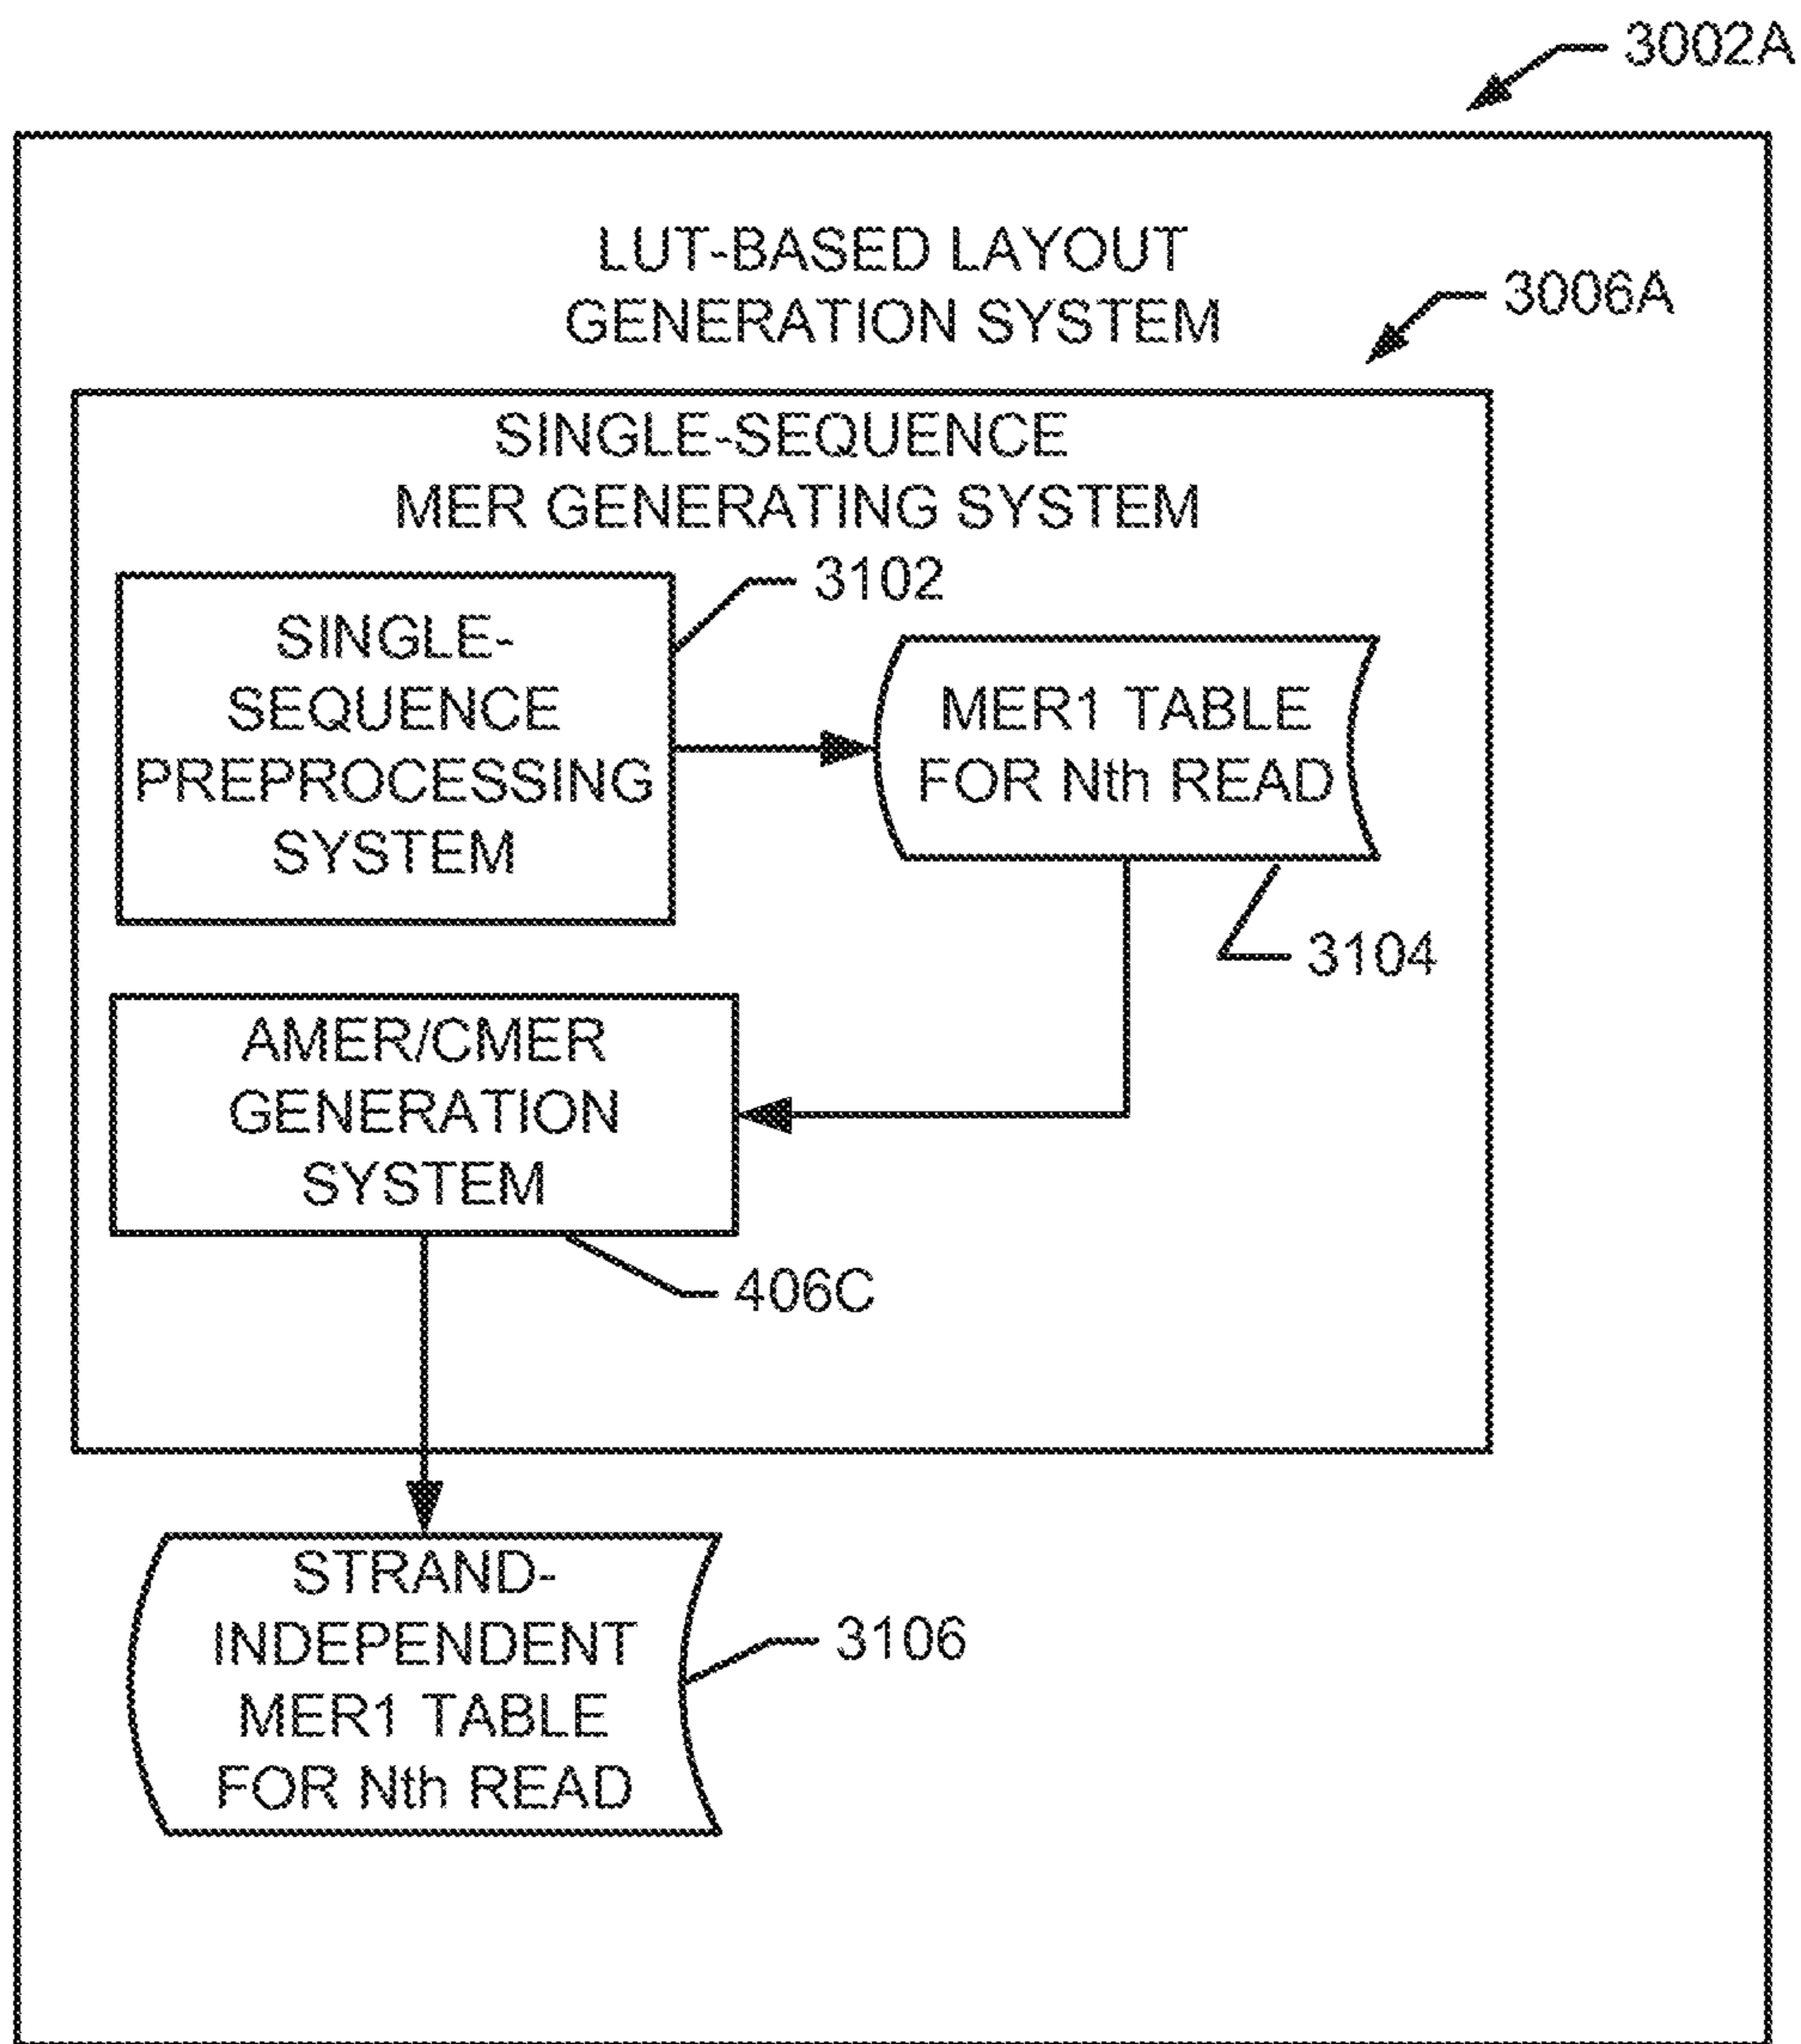 3002A
LUT-BASED LAYOUT
GENERATION SYSTEM
3006A
SINGLE-SEQUENCE
MER GENERATING SYSTEM
3102
SINGLE-
SEQUENCE
PREPROCESSING
SYSTEM
MER1 TABLE
FOR Nth READ
3104
AMER/CMER
GENERATION
SYSTEM
406C
STRAND-
INDEPENDENT
MER1 TABLE
FOR Nth READ
3106